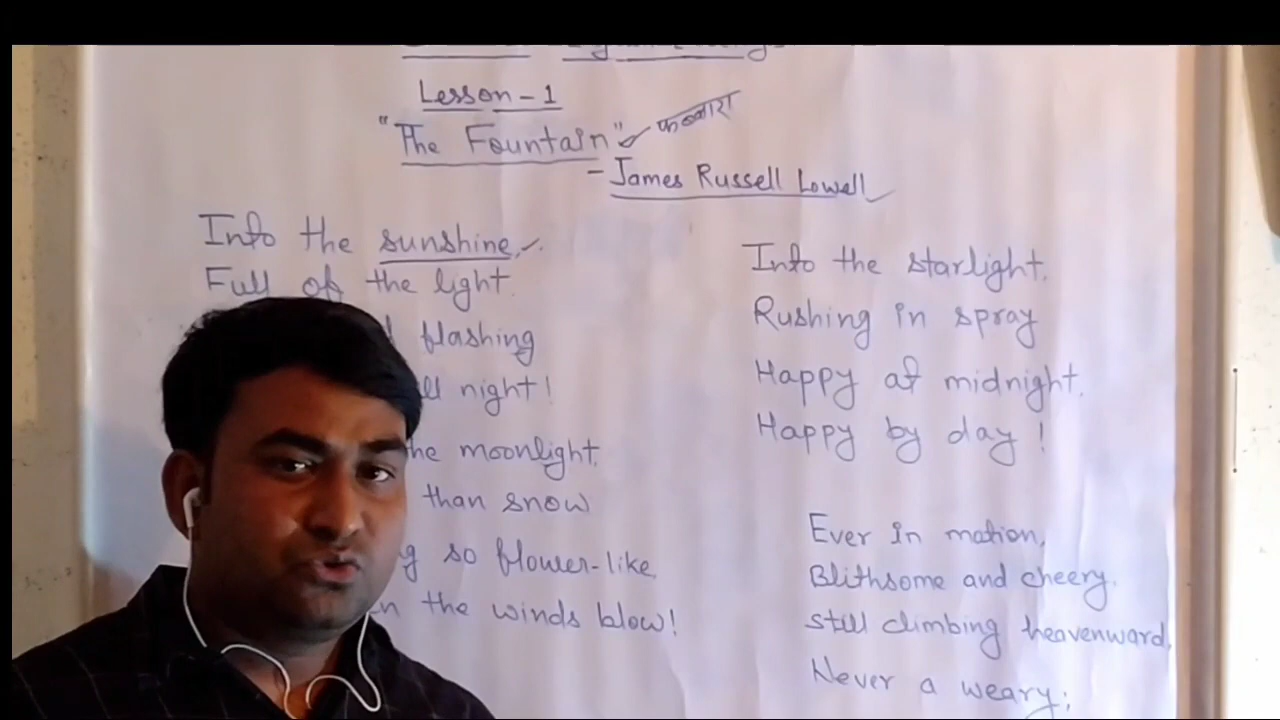 Lesson - 1
"The Fountain" फव्वारा
- James Russell Lowell
Into the sunshine,
Full of the light.
flashing
night!
the moonlight,
than snow
so flower-like,
the winds blow!
Into the starlight,
Rushing in spray
Happy at midnight,
Happy by day!
Ever in motion,
Blithsome and cheery.
Still climbing heavenward,
Never a weary;